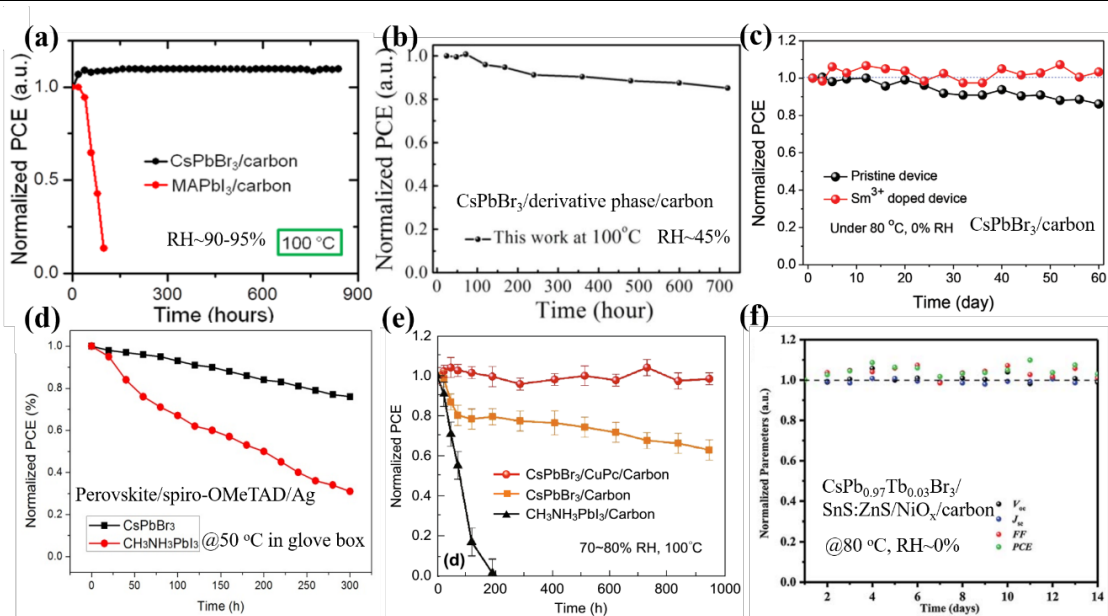 (a)
Normalized PCE (a.u.)
1.0
0.5
0.0
CsPbBr3/carbon
MAPbI3/carbon
RH~90-95%
100 °C
0 300 600 900
Time (hours)
(b)
Normalized PCE (a.u.)
1.0
0.8
0.6
0.4
0.2
0.0
CsPbBr3/derivative phase/carbon
This work at 100°C RH~45%
0 100 200 300 400 500 600 700
Time (hour)
(c)
Normalized PCE
1.2
1.0
0.8
0.6
0.4
0.2
0.0
Pristine device
Sm3+ doped device
Under 80 °C, 0% RH
CsPbBr3/carbon
0 10 20 30 40 50 60
Time (day)
(d)
Normalized PCE (%)
1.0
0.8
0.6
0.4
0.2
0.0
Perovskite/spiro-OMeTAD/Ag
CsPbBr3
CH3NH3PbI3
@50 °C in glove box
0 50 100 150 200 250 300
Time (h)
(e)
Normalized PCE
1.2
1.0
0.8
0.6
0.4
0.2
0.0
CsPbBr3/CuPc/Carbon
CsPbBr3/Carbon
CH3NH3PbI3/Carbon
(d)
70~80% RH, 100°C
0 200 400 600 800 1000
Time (h)
(f)
Normalized Paremeters (a.u.)
1.2
1.0
0.8
0.6
0.4
0.2
0.0
CsPb0.97Tb0.03Br3/
SnS:ZnS/NiOx/carbon
@80 °C, RH~0%
Voc
Jsc
FF
PCE
2 4 6 8 10 12 14
Time (days)